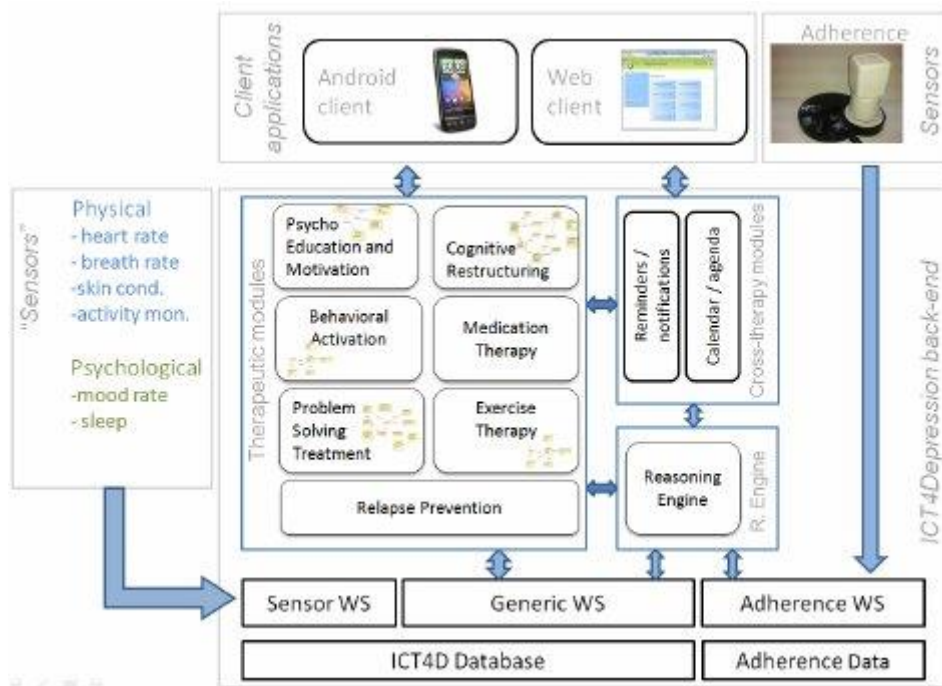 Client
applications
Android
client
Web
client
Adherence
Sensors
"Sensors"
Physical
- heart rate
- breath rate
-skin cond.
-activity mon.
Psychological
-mood rate
- sleep
Therapeutic modules
Psycho
Education and
Motivation
Cognitive
Restructuring
Behavioral
Activation
Medication
Therapy
Problem
Solving
Treatment
Exercise
Therapy
Relapse Prevention
Reminders /
notifications
Calendar / agenda
Cross-therapy modules
Reasoning
Engine
R. Engine
ICT4Depression back-end
Sensor WS
Generic WS
Adherence WS
ICT4D Database
Adherence Data